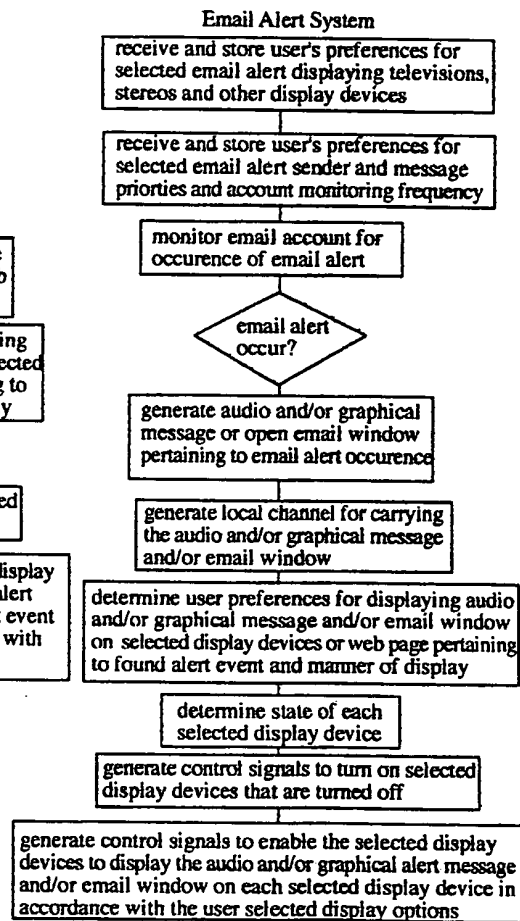 Email Alert System
receive and store user's preferences for
selected email alert displaying televisions,
stereos and other display devices
receive and store user's preferences for
selected email alert sender and message
priorties and account monitoring frequency
monitor email account for
occurence of email alert
email alert
occur?
generate audio and/or graphical
message or open email window
pertaining to email alert occurence
generate local channel for carrying
the audio and/or graphical message
and/or email window
determine user preferences for displaying audio
and/or graphical message and/or email window
on selected display devices or web page pertaining
to found alert event and manner of display
determine state of each
selected display device
generate control signals to turn on selected
display devices that are turned off
generate control signals to enable the selected display
devices to display the audio and/or graphical alert message
and/or email window on each selected display device in
accordance with the user selected display options
ing
ected
g to
y
ed
display
alert
event
with